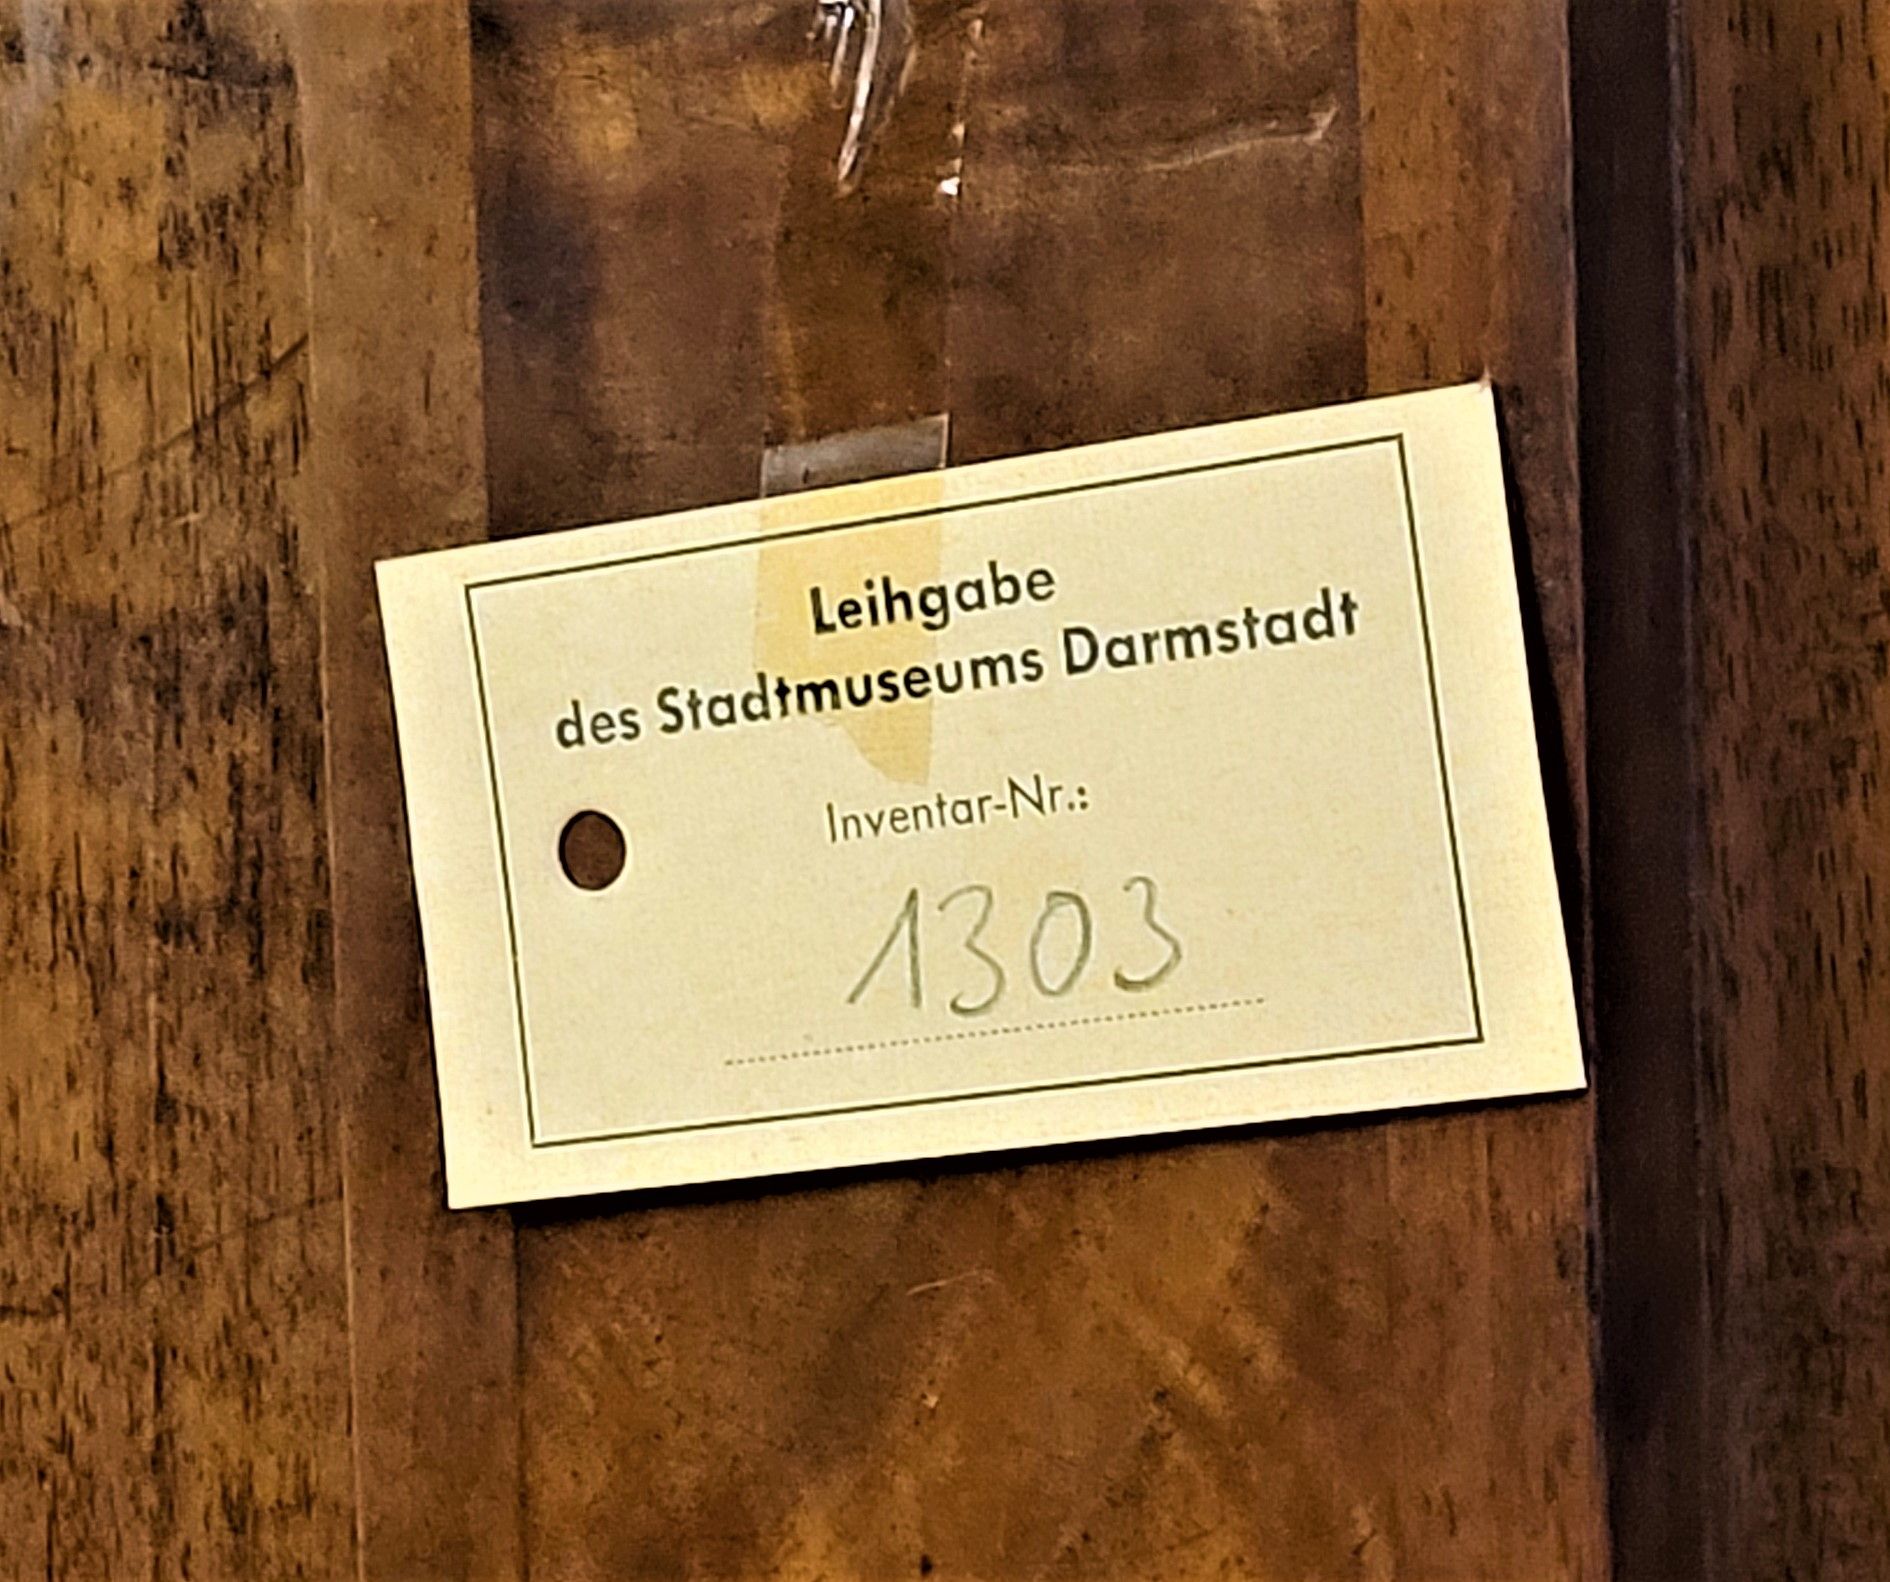 Leihgabe
des Stadtmuseums Darmstadt
Inventar-Nr.:
1303